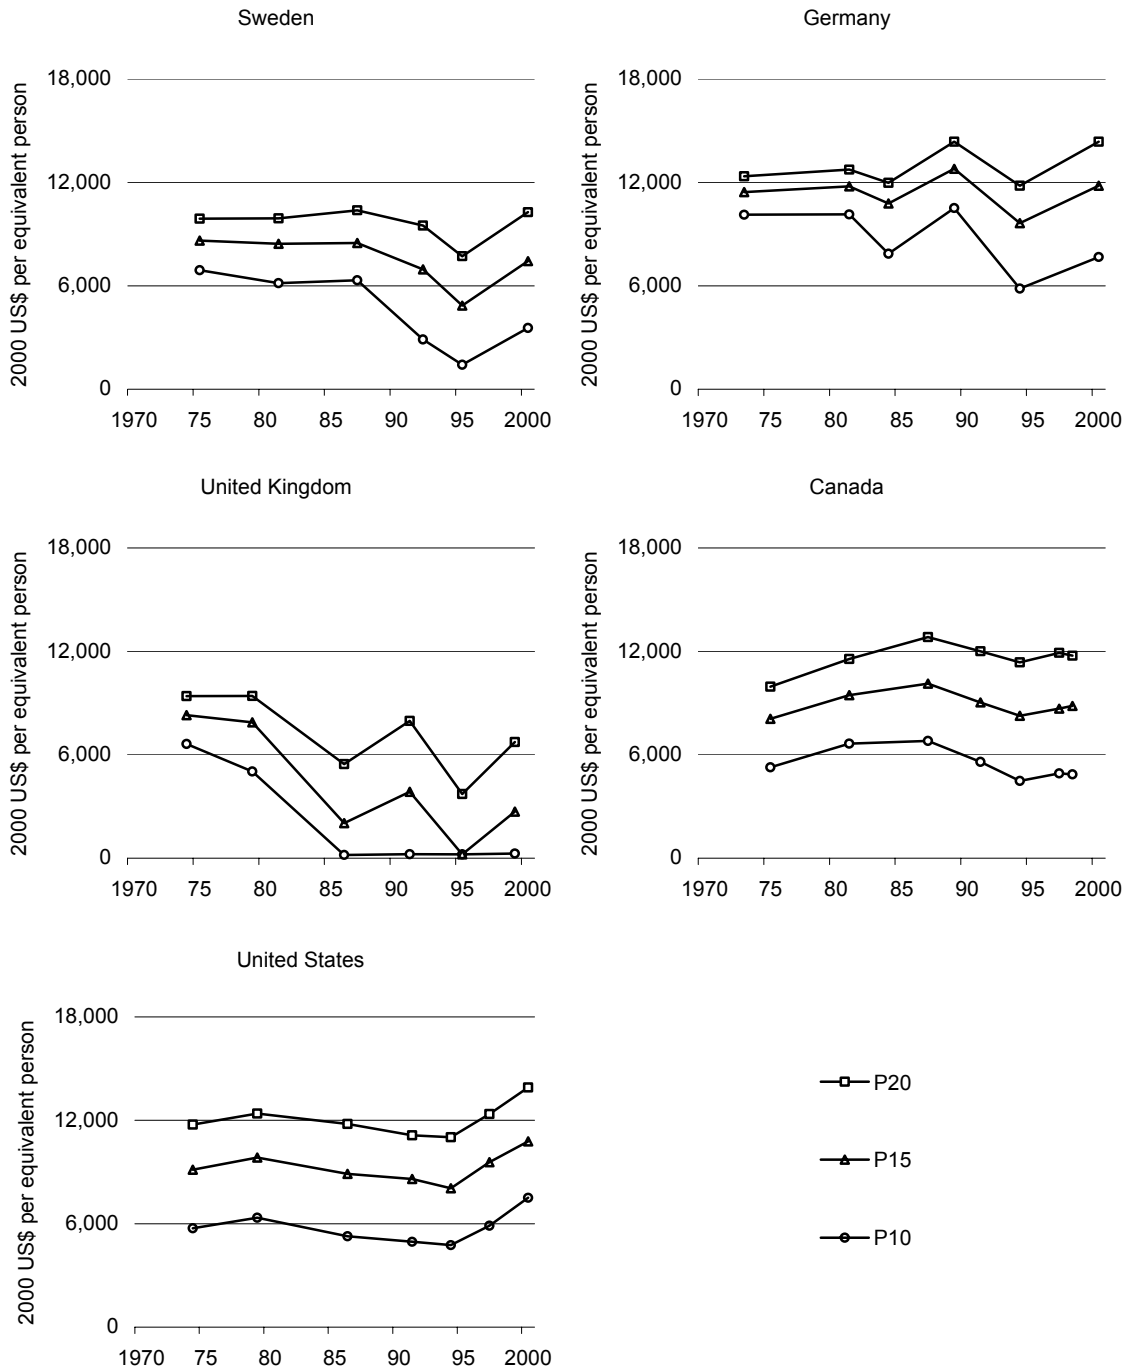 Sweden
2000 US$ per equivalent person
18,000
12,000
6,000
0
1970 75 80 85 90 95 2000
Germany
2000 US$ per equivalent person
18,000
12,000
6,000
0
1970 75 80 85 90 95 2000
United Kingdom
2000 US$ per equivalent person
18,000
12,000
6,000
0
1970 75 80 85 90 95 2000
Canada
2000 US$ per equivalent person
18,000
12,000
6,000
0
1970 75 80 85 90 95 2000
United States
2000 US$ per equivalent person
18,000
12,000
6,000
0
1970 75 80 85 90 95 2000
P20
P15
P10